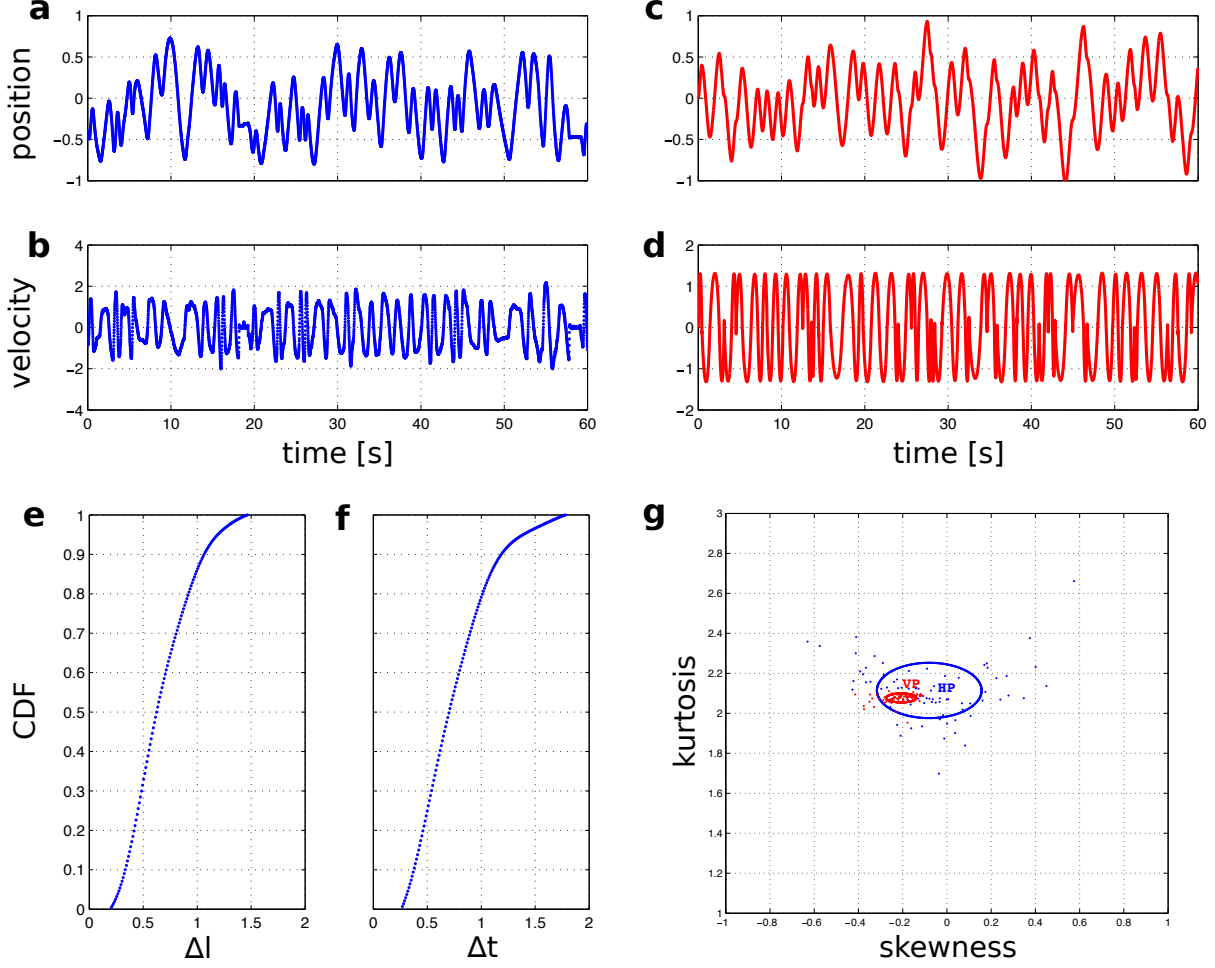 a
c
1
0.5
0
−0.5
−1
position
1
0.5
0
−0.5
−1
b
d
4
2
0
−2
−4
velocity
2
1
0
−1
−2
0 10 20 30 40 50 60
0 10 20 30 40 50 60
time [s]
time [s]
e
f
g
1
0.9
0.8
0.7
0.6
0.5
0.4
0.3
0.2
0.1
0
CDF
0 0.5 1 1.5 2
Δl
0 0.5 1 1.5 2
Δt
3
2.8
2.6
2.4
2.2
2
1.8
1.6
1.4
1.2
1
kurtosis
VP
HP
−1 −0.8 −0.6 −0.4 −0.2 0 0.2 0.4 0.6 0.8 1
skewness